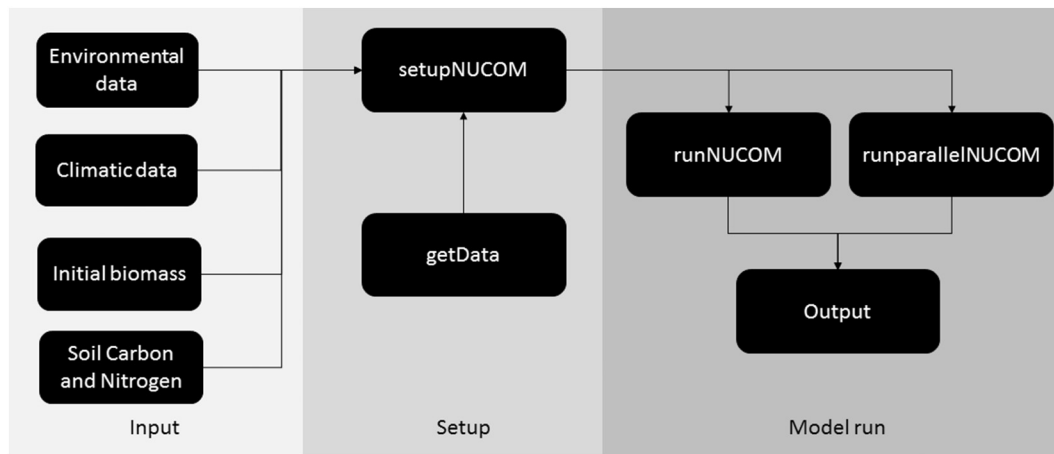 Environmental
data
Climatic data
Initial biomass
Soil Carbon
and Nitrogen
Input
setupNUCOM
getData
Setup
runNUCOM
runparallelNUCOM
Output
Model run